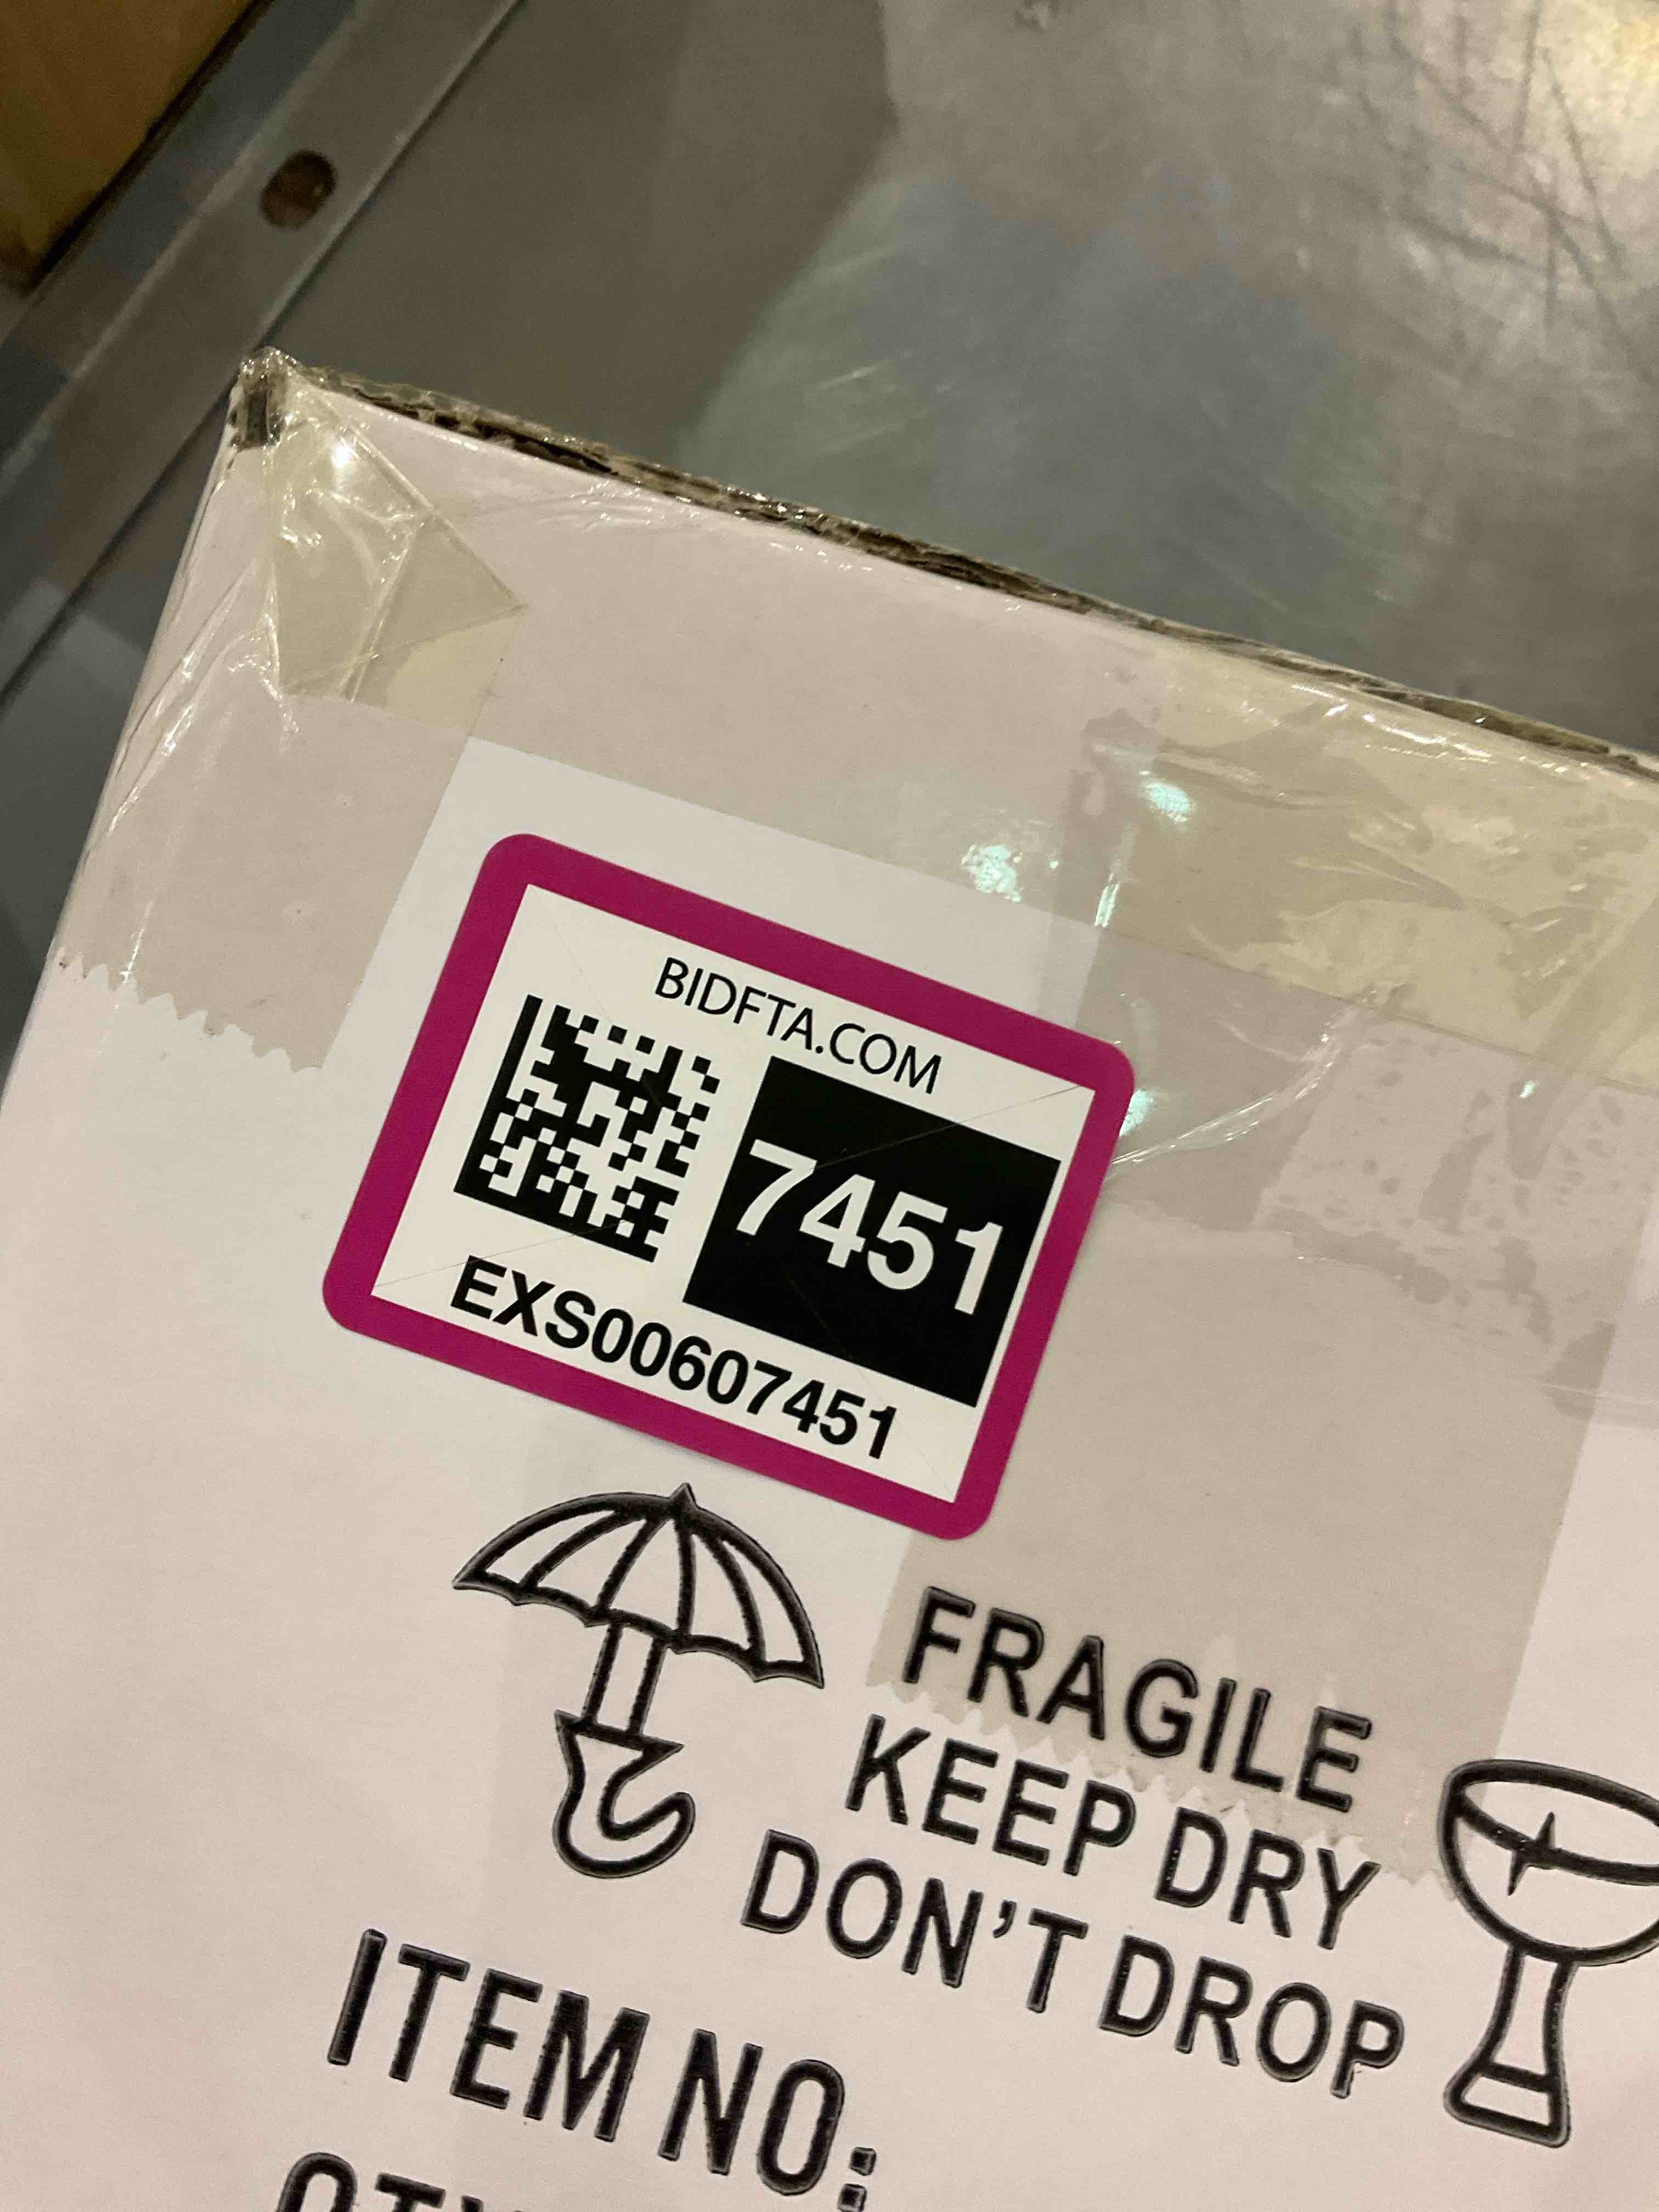 BIDFTA.COM
7451
EXS00607451
FRAGILE
KEEP DRY
DON'T DROP
ITEM NO: